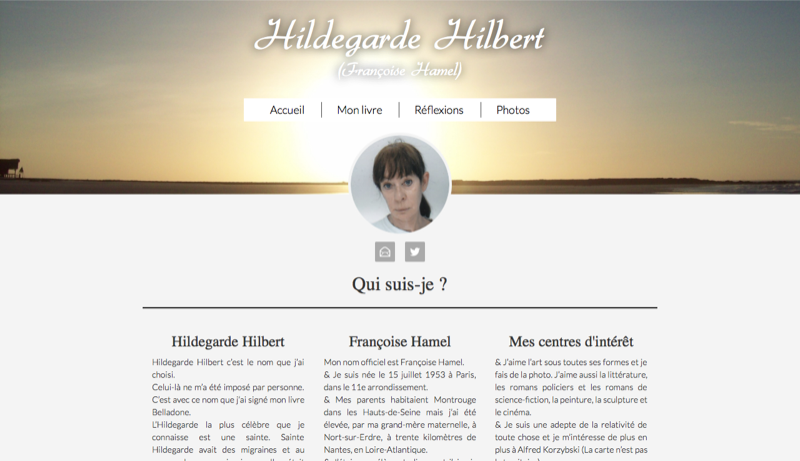 Hildegarde Hilbert
(Françoise Hamel)
Accueil
Mon livre
Réflexions
Photos
Qui suis-je ?
Hildegarde Hilbert
Hildegarde Hilbert c'est le nom que j'ai
choisi.
Celui-là ne m'a été imposé par personne.
C'est avec ce nom que j'ai signé mon livre
Belladone.
L'Hildegarde la plus célèbre que je
connaisse est une sainte. Sainte
Hildegarde avait des migraines et au
Françoise Hamel
Mon nom officiel est Françoise Hamel.
& Je suis née le 15 juillet 1953 à Paris,
dans le 11e arrondissement.
& Mes parents habitaient Montrouge
dans les Hauts-de-Seine mais j'ai été
élevée, par ma grand-mère maternelle, à
Nort-sur-Erdre, à trente kilomètres de
Nantes, en Loire-Atlantique.
Mes centres d'intérêt
& J'aime l'art sous toutes ses formes et je
fais de la photo. J'aime aussi la littérature,
les romans policiers et les romans de
science-fiction, la peinture, la sculpture et
le cinéma.
& Je suis une adepte de la relativité de
toute chose et je m'intéresse de plus en
plus à Alfred Korzybski (La carte n'est pas